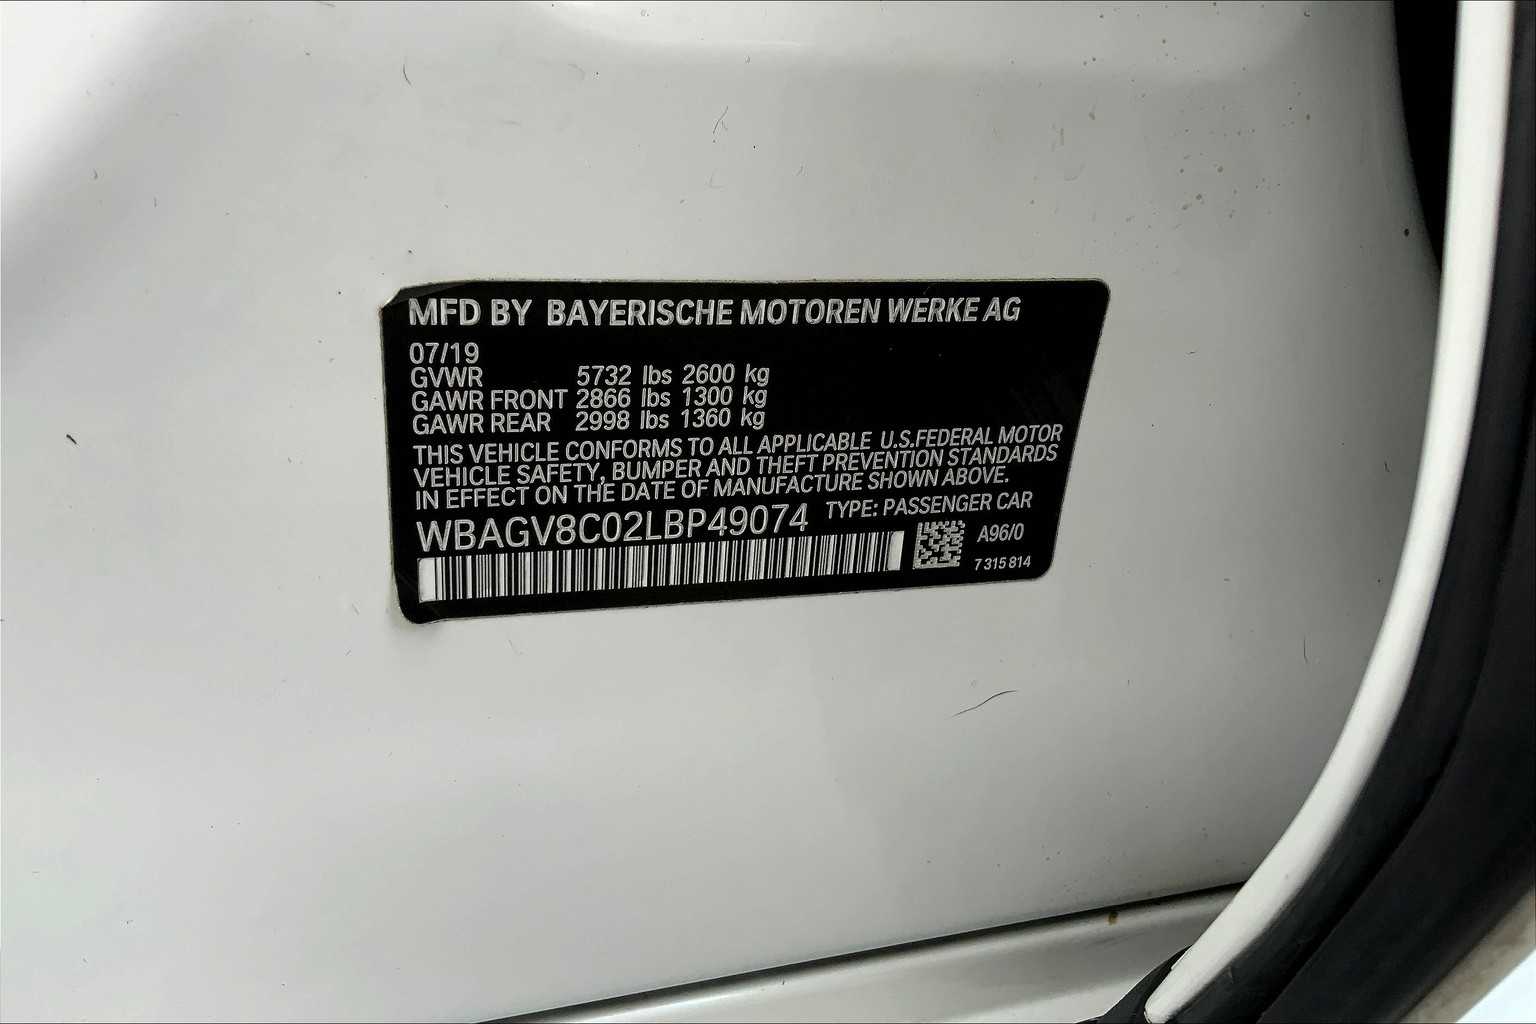 MFD BY BAYERISCHE MOTOREN WERKE AG
07/19
GVWR 5732 lbs 2600 kg
GAWR FRONT 2866 lbs 1300 kg
GAWR REAR 2998 lbs 1360 kg
THIS VEHICLE CONFORMS TO ALL APPLICABLE U.S.FEDERAL MOTOR
VEHICLE SAFETY, BUMPER AND THEFT PREVENTION STANDARDS
IN EFFECT ON THE DATE OF MANUFACTURE SHOWN ABOVE.
WBAGV8C02LBP49074 TYPE: PASSENGER CAR
A96/0
7 315 814